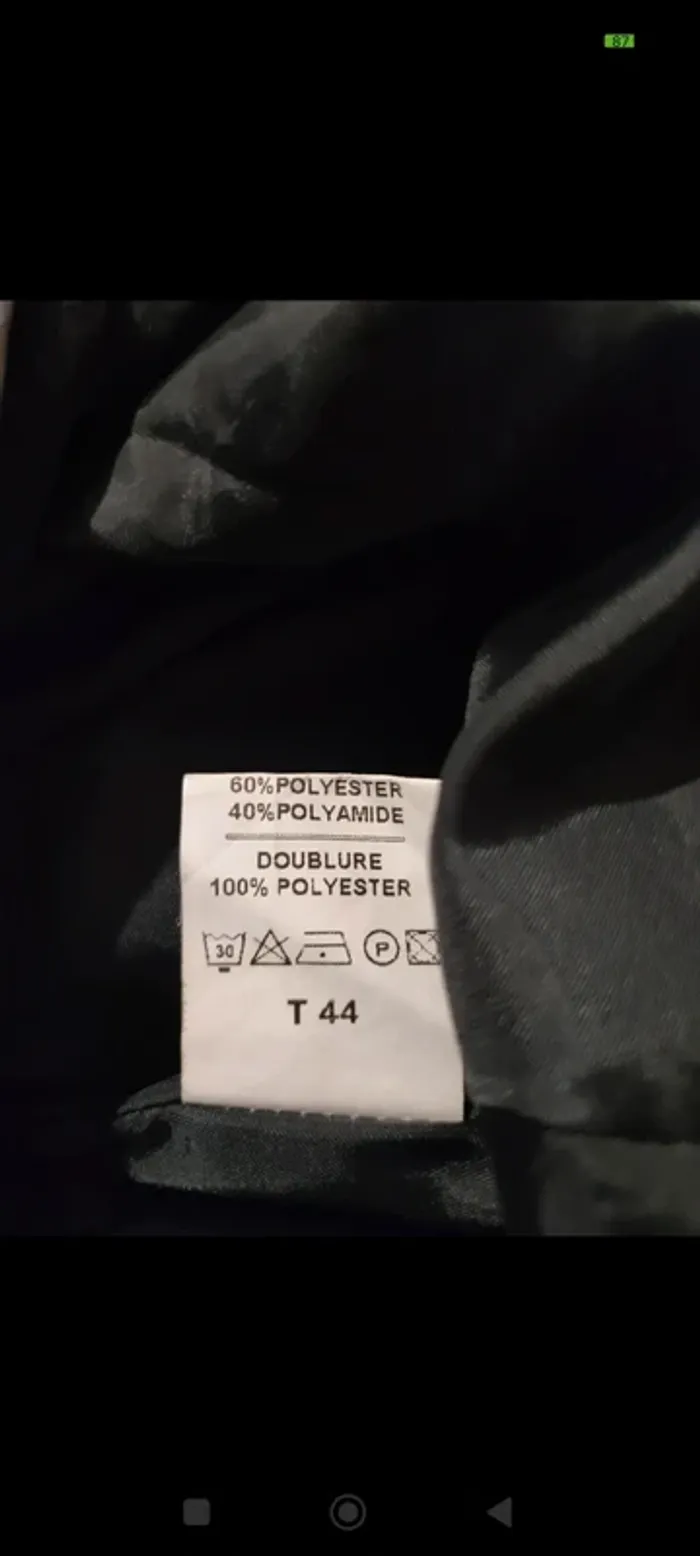 87
60%POLYESTER
40%POLYAMIDE
DOUBLURE
100% POLYESTER
30 P
T 44